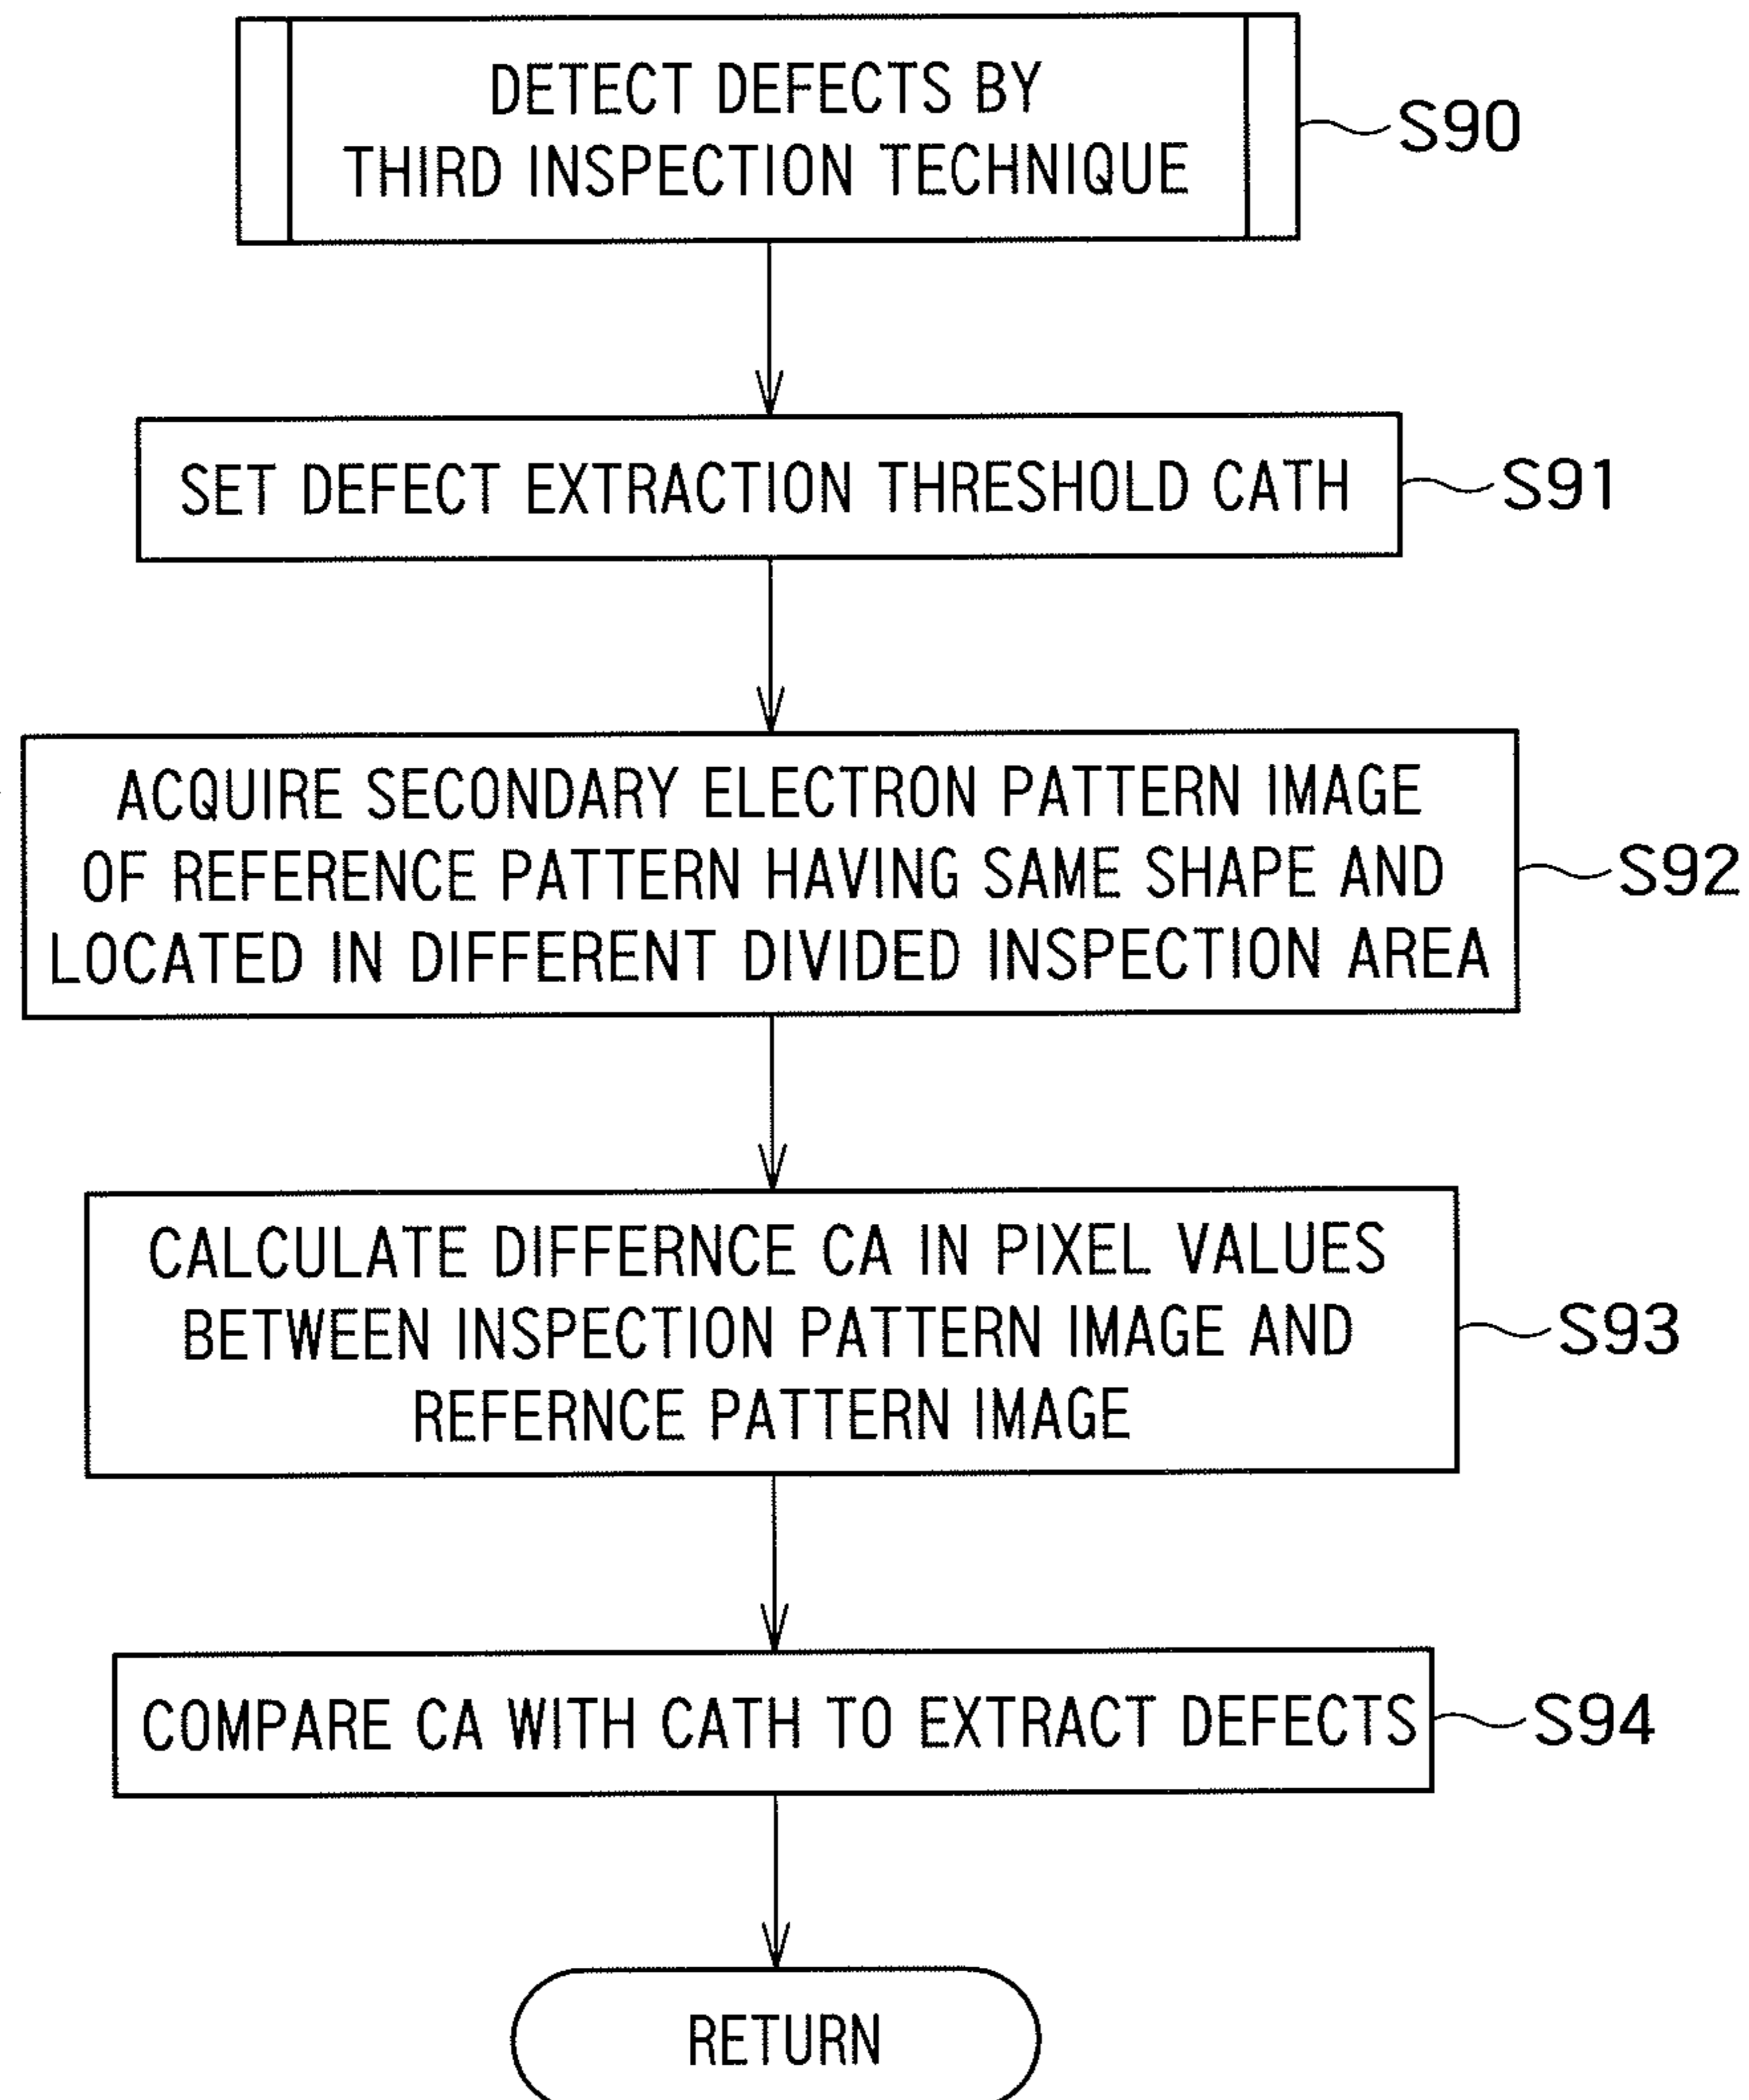 DETECT DEFECTS BY
THIRD INSPECTION TECHNIQUE
S90
SET DEFECT EXTRACTION THRESHOLD CATH
S91
ACQUIRE SECONDARY ELECTRON PATTERN IMAGE
OF REFERENCE PATTERN HAVING SAME SHAPE AND
LOCATED IN DIFFERENT DIVIDED INSPECTION AREA
S92
CALCULATE DIFFERNCE CA IN PIXEL VALUES
BETWEEN INSPECTION PATTERN IMAGE AND
REFERNCE PATTERN IMAGE
S93
COMPARE CA WITH CATH TO EXTRACT DEFECTS
S94
RETURN